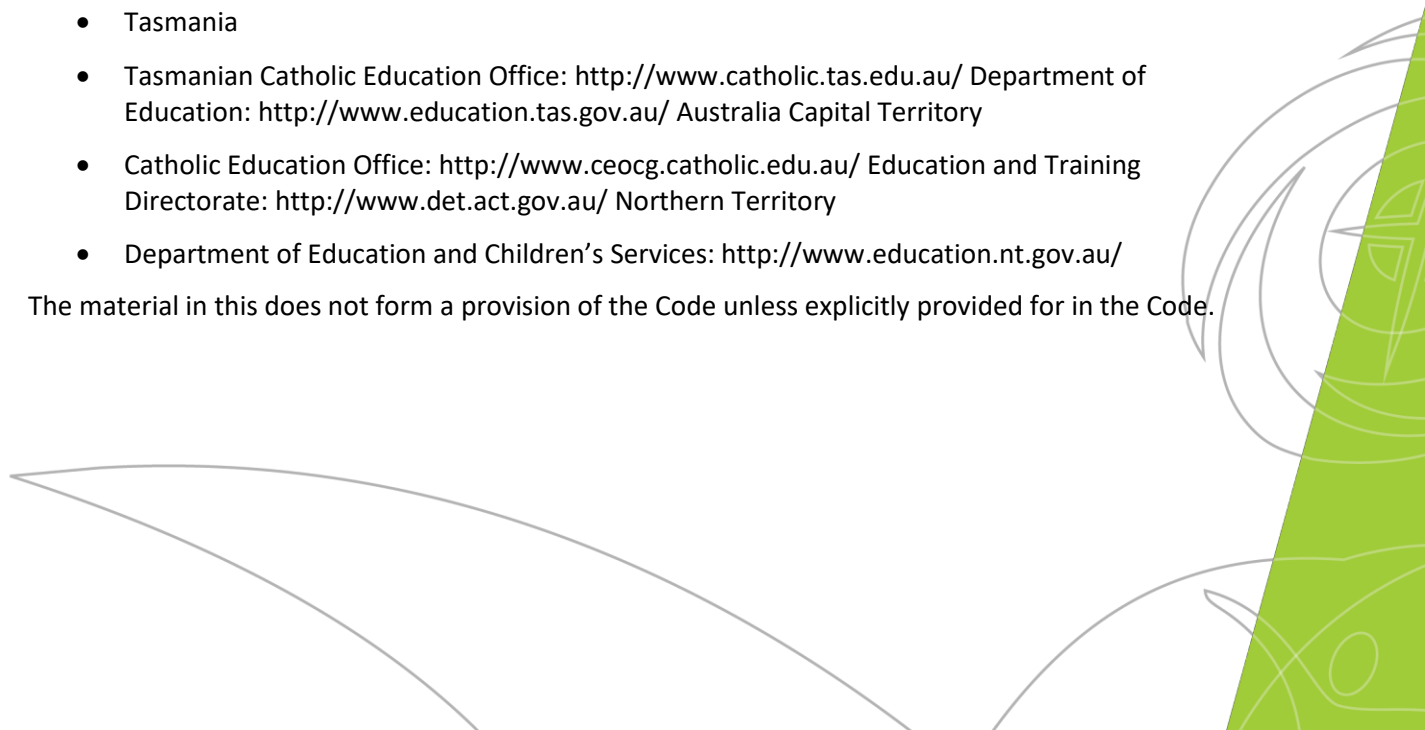 • Tasmania
• Tasmanian Catholic Education Office: http://www.catholic.tas.edu.au/ Department of
Education: http://www.education.tas.gov.au/ Australia Capital Territory
• Catholic Education Office: http://www.ceocg.catholic.edu.au/ Education and Training
Directorate: http://www.det.act.gov.au/ Northern Territory
• Department of Education and Children’s Services: http://www.education.nt.gov.au/
The material in this does not form a provision of the Code unless explicitly provided for in the Code.